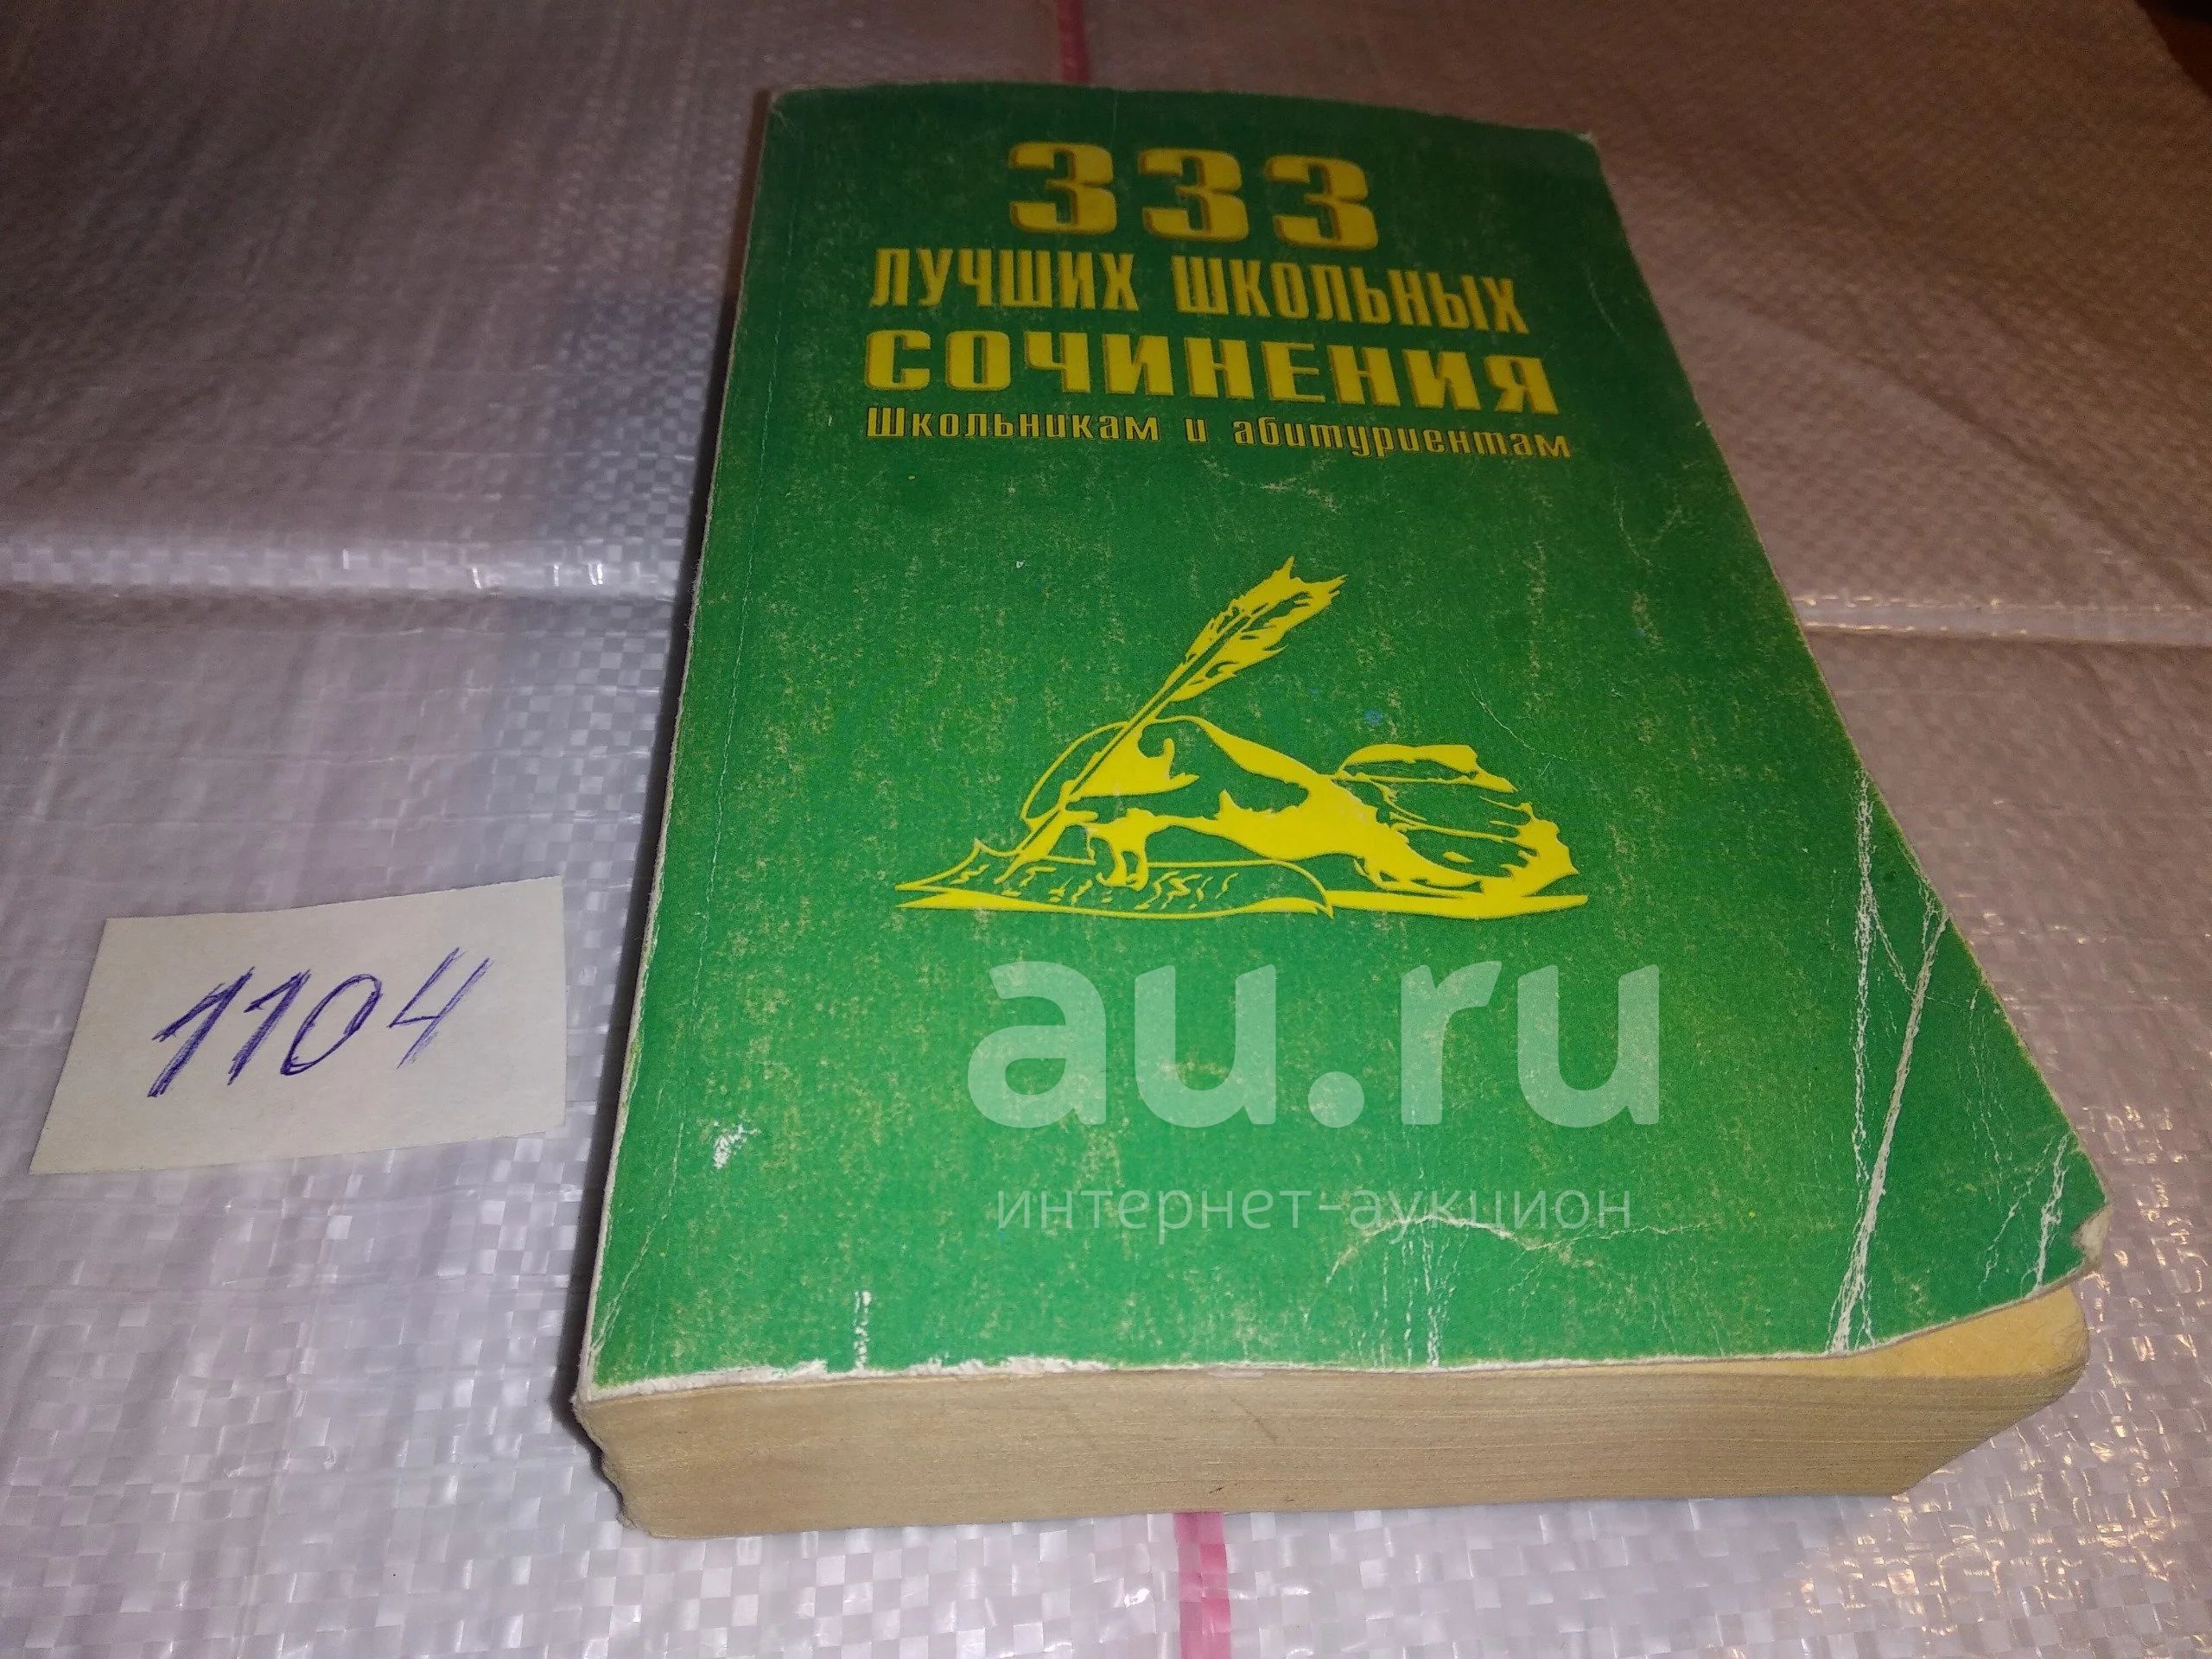 333
ЛУЧШИХ ШКОЛЬНЫХ
СОЧИНЕНИЯ
Школьникам и абитуриентам
1104
au.ru
интернет-аукцион